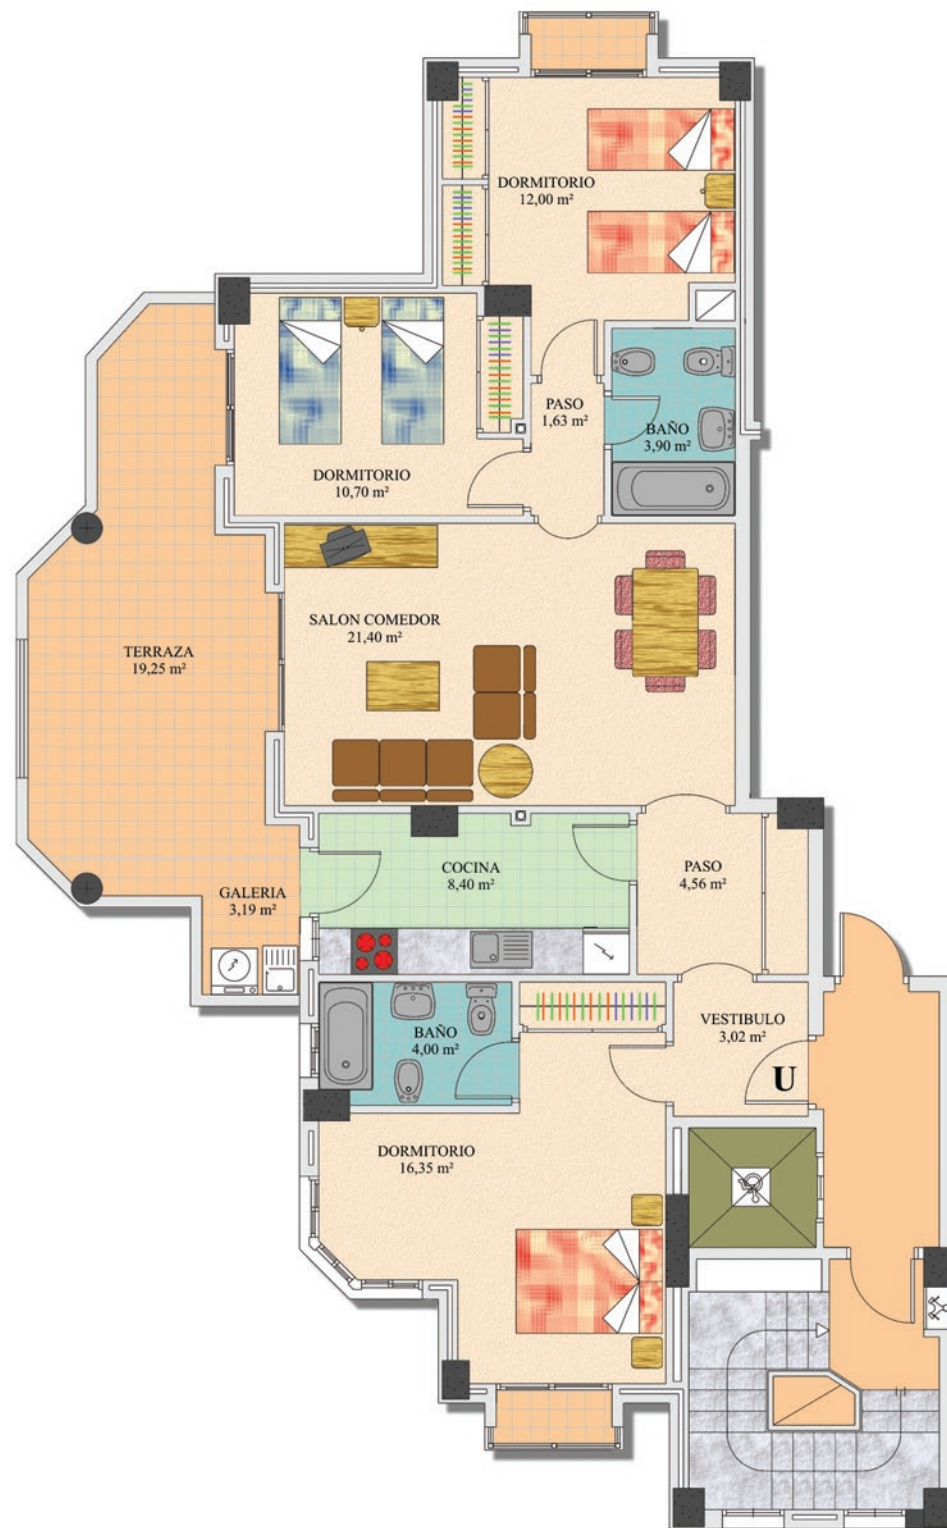 DORMITORIO
12,00 m²
PASO
1,63 m²
BAÑO
3,90 m²
DORMITORIO
10,70 m²
SALON COMEDOR
21,40 m²
TERRAZA
19,25 m²
COCINA
8,40 m²
PASO
4,56 m²
GALERIA
3,19 m²
VESTIBULO
3,02 m²
BAÑO
4,00 m²
U
DORMITORIO
16,35 m²